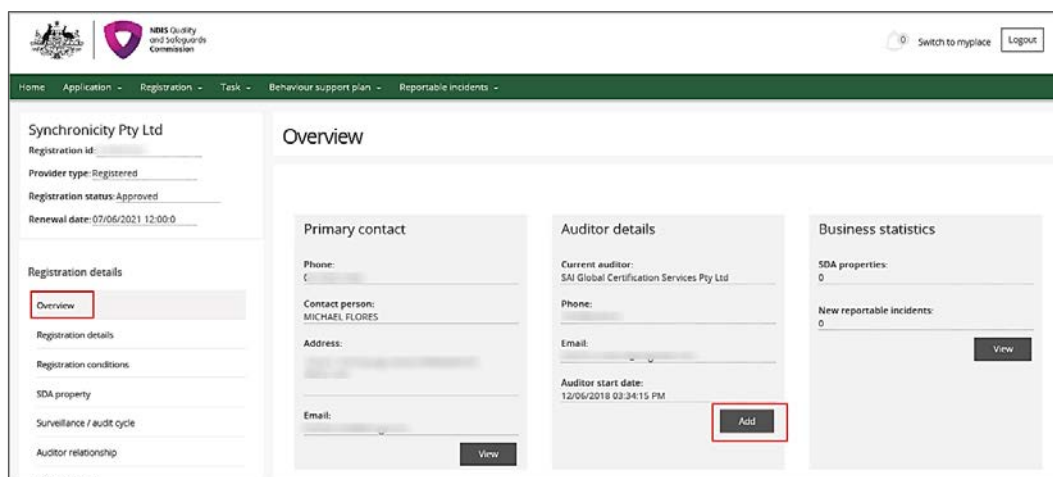 NDIS Quality
and Safeguards
Commission
0 Switch to myplace Logout
Home Application Registration Task Behaviour support plan Reportable incidents
Synchronicity Pty Ltd
Registration id:
Provider type: Registered
Registration status: Approved
Renewal date: 07/06/2021 12:00:0
Registration details
Overview
Registration details
Registration conditions
SDA property
Surveillance / audit cycle
Auditor relationship
Overview
Primary contact
Phone:
Contact person:
MICHAEL FLORES
Address:
Email:
View
Auditor details
Current auditor:
SAI Global Certification Services Pty Ltd
Phone:
Email:
Auditor start date:
12/06/2018 03:34:15 PM
Add
Business statistics
SDA properties:
0
New reportable incidents:
0
View